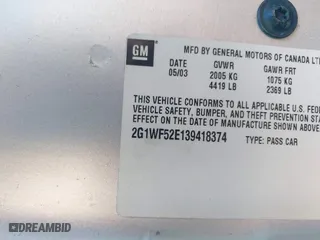 GM
MFD BY GENERAL MOTORS OF CANADA LT
DATE GVWR GAWR FRT
05/03 2005 KG 1075 KG
4419 LB 2369 LB
THIS VEHICLE CONFORMS TO ALL APPLICABLE U.S. FEDE
VEHICLE SAFETY, BUMPER, AND THEFT PREVENTION STA
EFFECT ON THE DATE OF MANUFACTURE SHOWN ABOVE.
2G1WF52E139418374 TYPE: PASS CAR
DREAMBID